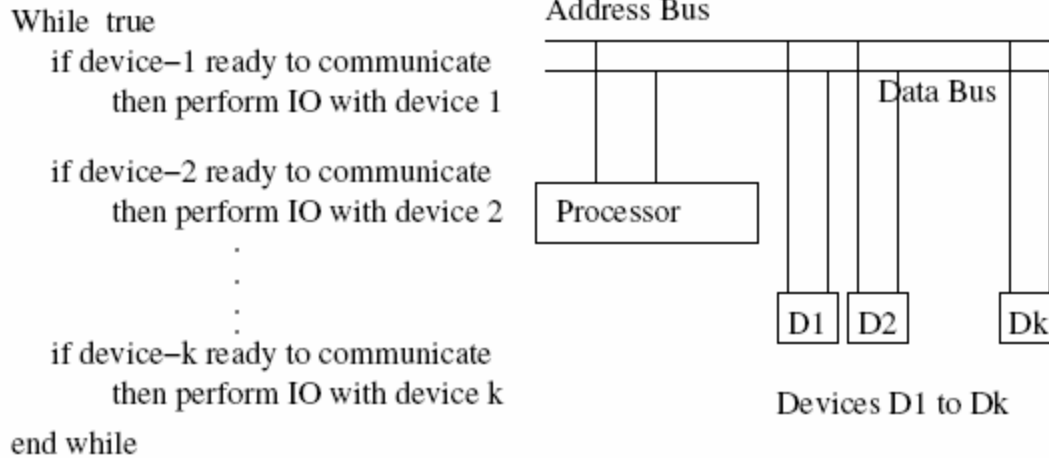 While true
if device–1 ready to communicate
then perform IO with device 1
if device–2 ready to communicate
then perform IO with device 2
.
.
.
.
if device–k ready to communicate
then perform IO with device k
end while
Address Bus
Data Bus
Processor
D1
D2
Dk
Devices D1 to Dk